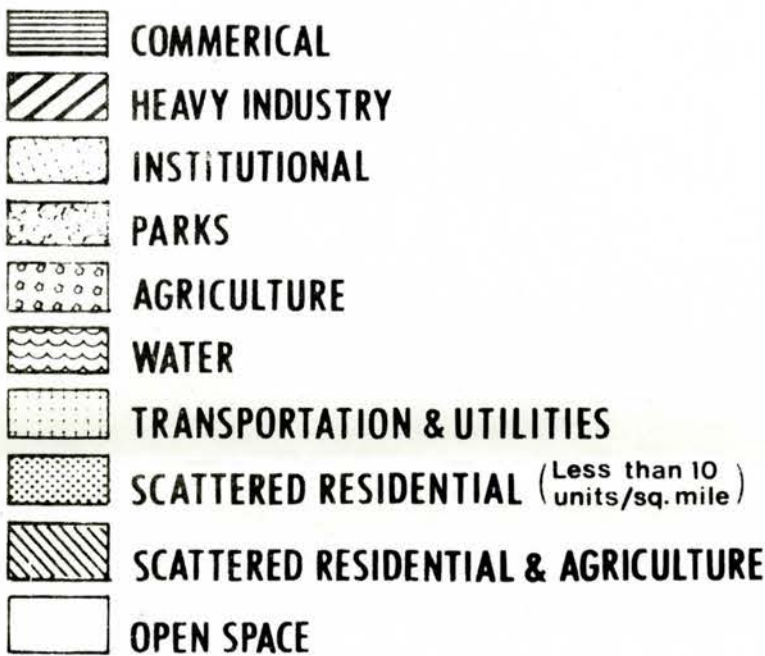 COMMERICAL
HEAVY INDUSTRY
INSTITUTIONAL
PARKS
AGRICULTURE
WATER
TRANSPORTATION & UTILITIES
SCATTERED RESIDENTIAL (Less than 10 units/sq. mile)
SCATTERED RESIDENTIAL & AGRICULTURE
OPEN SPACE